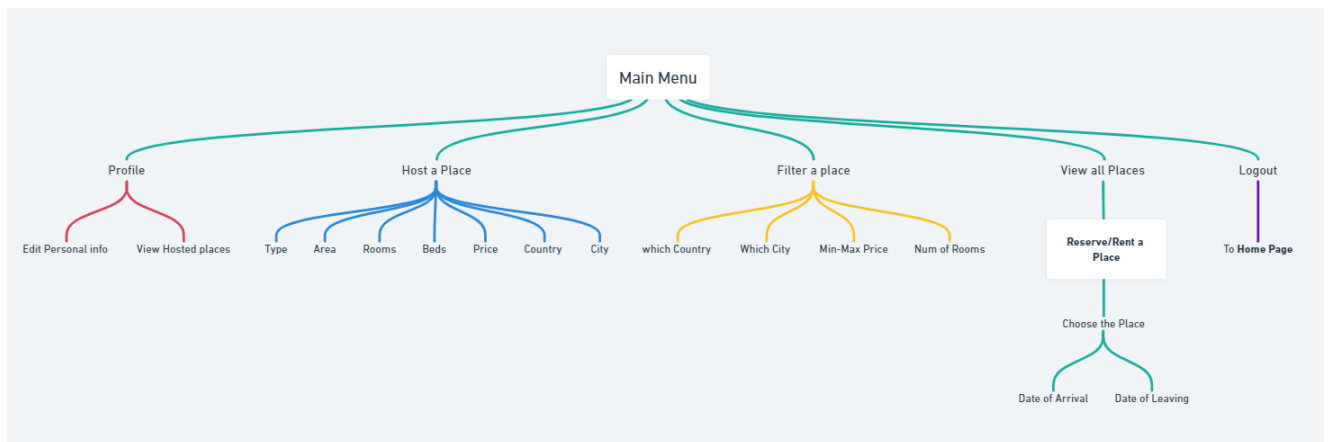 Main Menu
Profile
Host a Place
Filter a place
View all Places
Logout
Edit Personal info
View Hosted places
Type
Area
Rooms
Beds
Price
Country
City
which Country
Which City
Min-Max Price
Num of Rooms
Reserve/Rent a
Place
To Home Page
Choose the Place
Date of Arrival
Date of Leaving